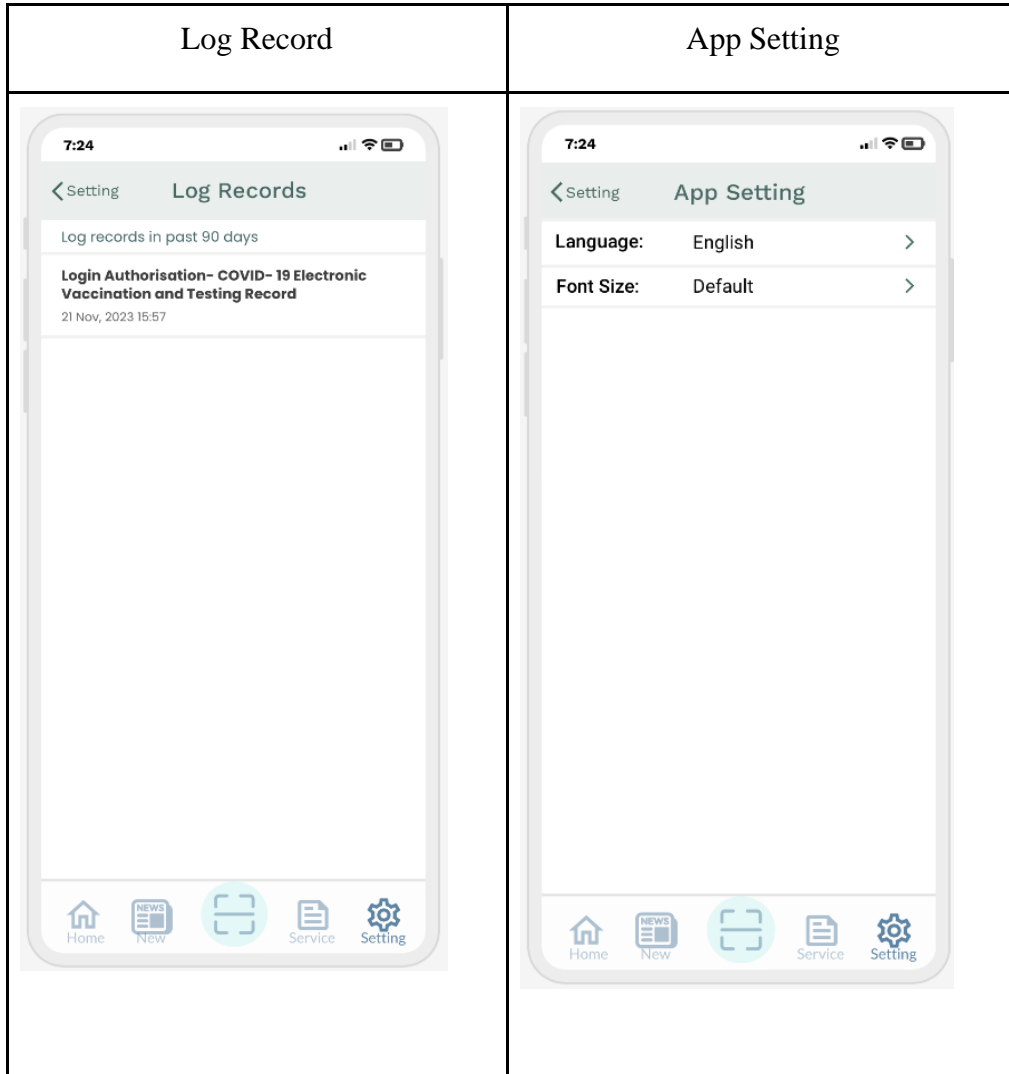 Log Record
App Setting
7:24
Setting
Log Records
Log records in past 90 days
Login Authorisation- COVID- 19 Electronic
Vaccination and Testing Record
21 Nov, 2023 15:57
NEWS
Home
New
Service
Setting
7:24
Setting
App Setting
Language: English
Font Size: Default
NEWS
Home
New
Service
Setting